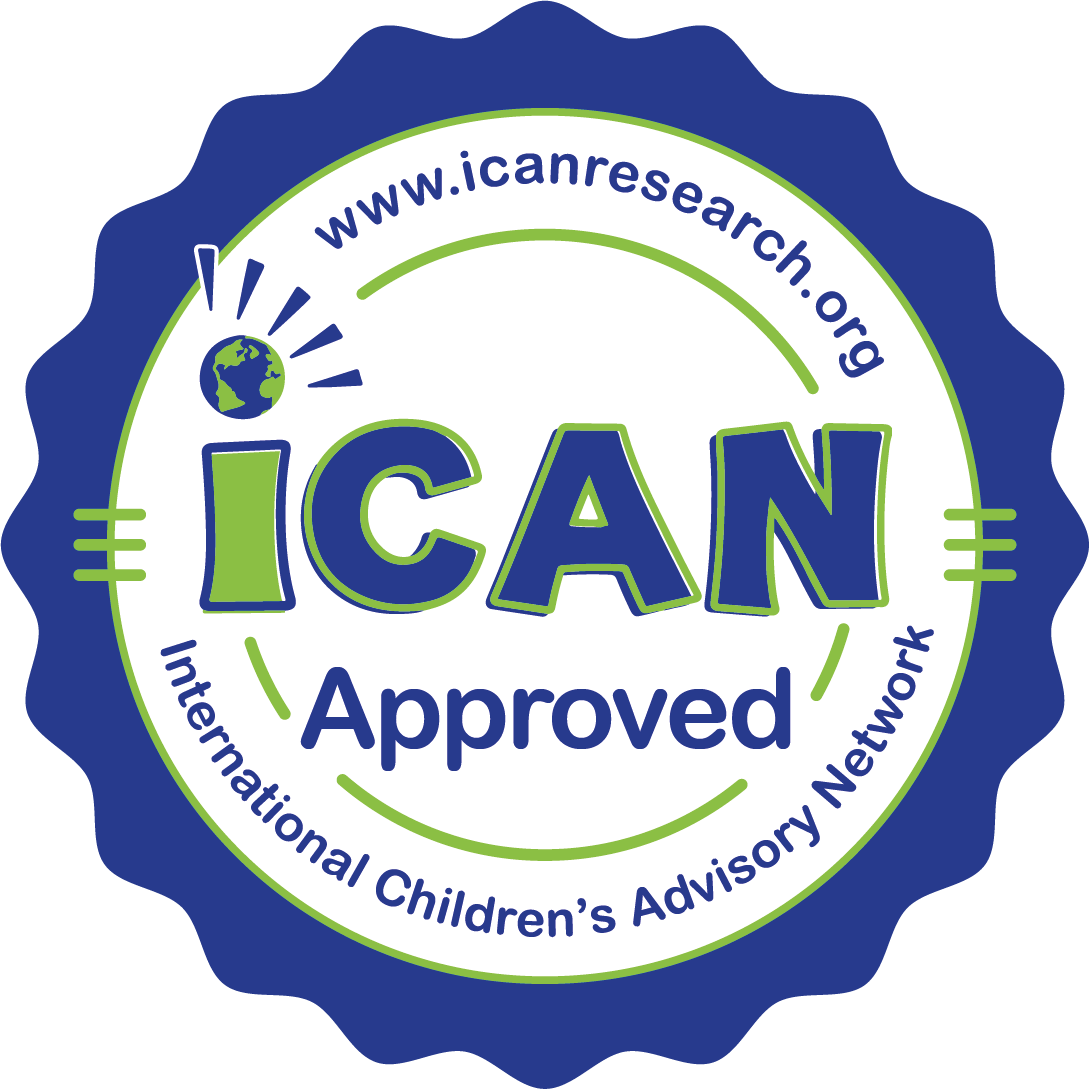 www.icanresearch.org
iCAN
Approved
International Children’s Advisory Network